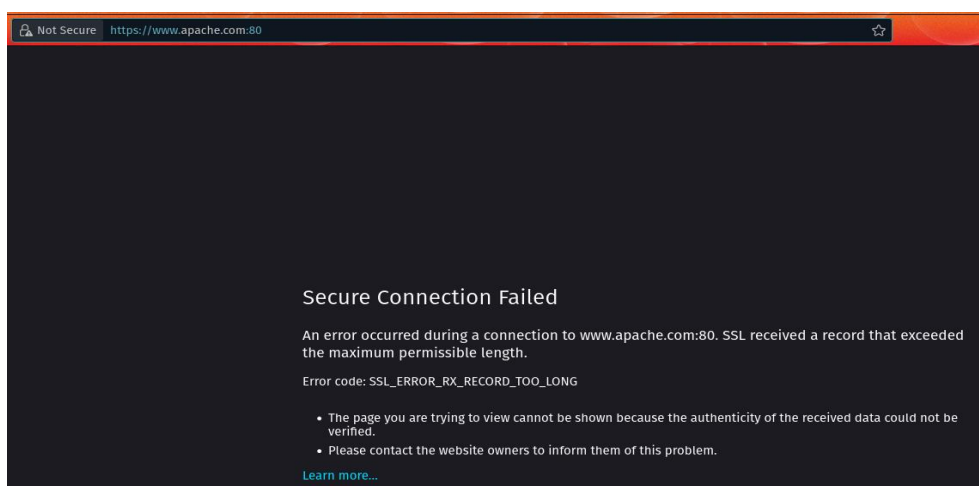 Not Secure https://www.apache.com:80
Secure Connection Failed
An error occurred during a connection to www.apache.com:80. SSL received a record that exceeded
the maximum permissible length.
Error code: SSL_ERROR_RX_RECORD_TOO_LONG
• The page you are trying to view cannot be shown because the authenticity of the received data could not be
verified.
• Please contact the website owners to inform them of this problem.
Learn more...